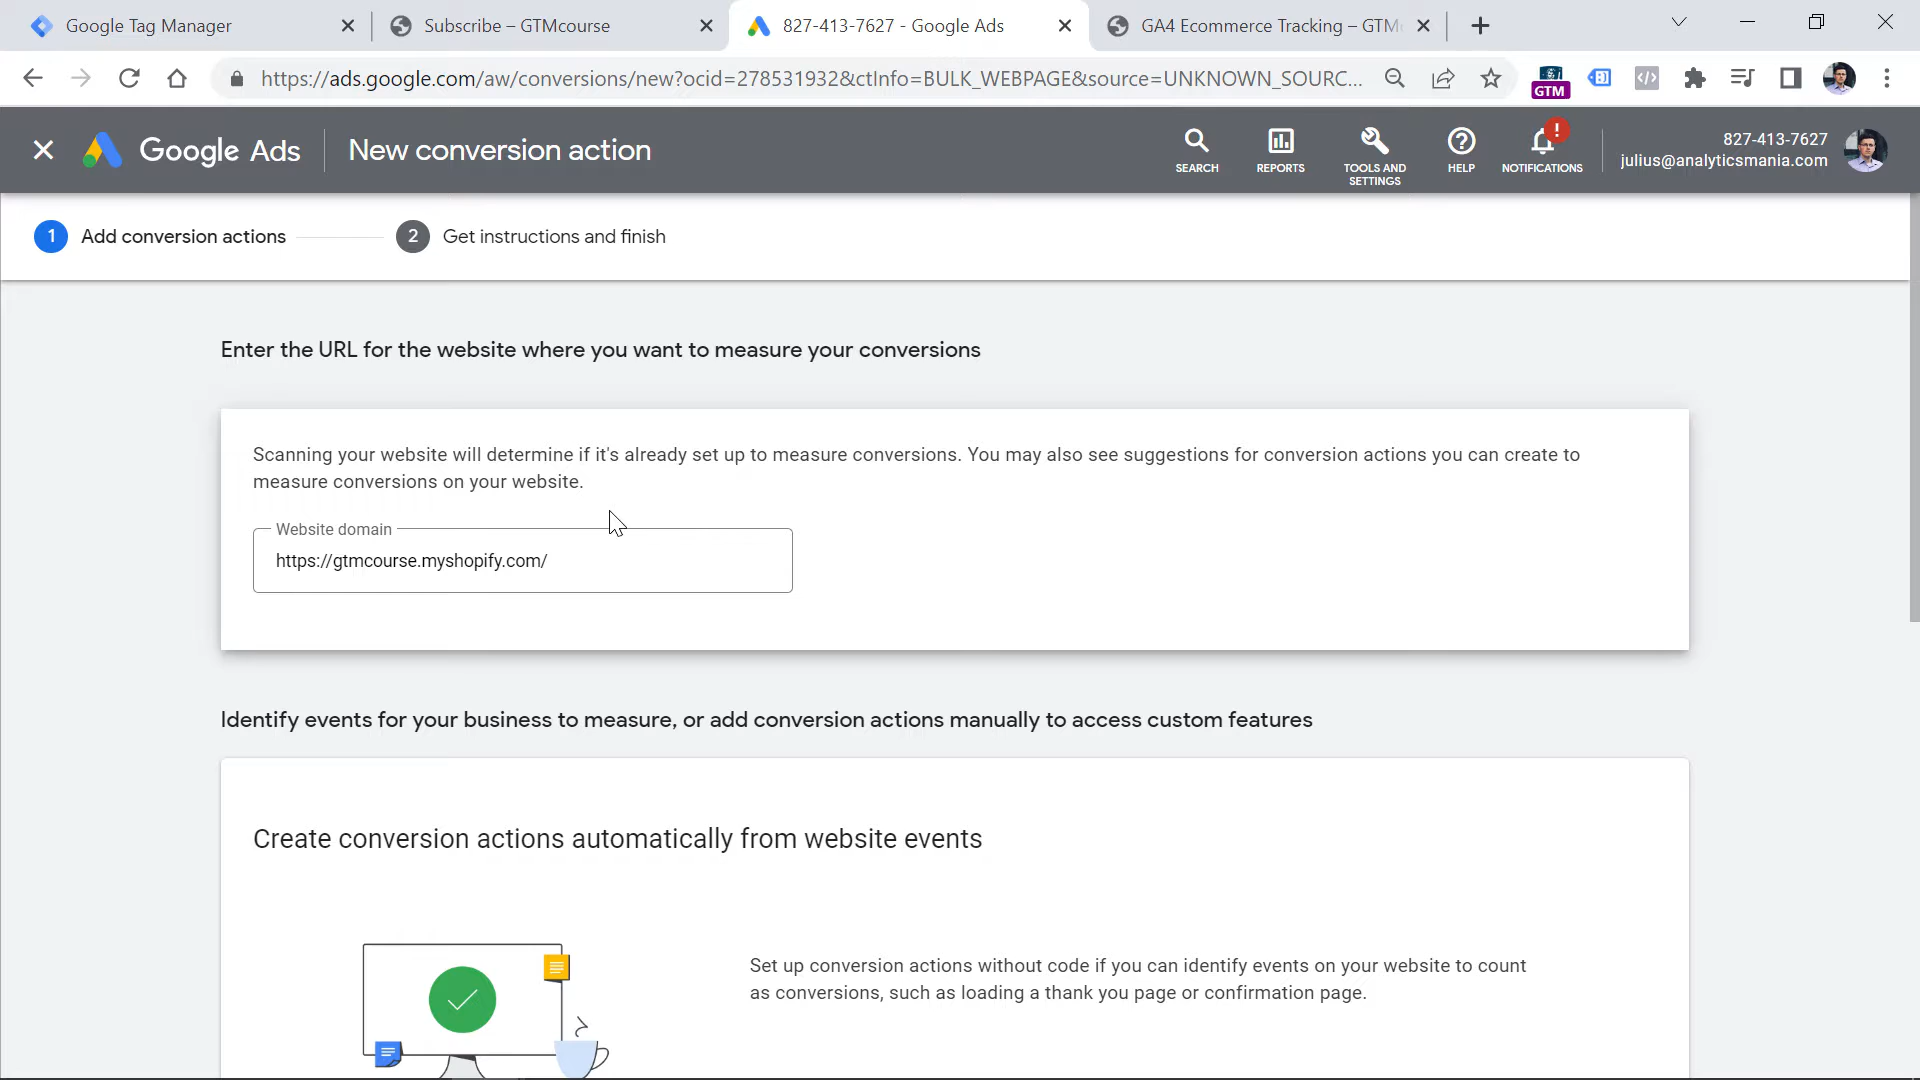 Google Tag Manager
Subscribe – GTMcourse
827-413-7627 - Google Ads
GA4 Ecommerce Tracking – GTM
https://ads.google.com/aw/conversions/new?ocid=278531932&ctInfo=BULK_WEBPAGE&source=UNKNOWN_SOURC...
GTM
Google Ads
New conversion action
SEARCH
REPORTS
TOOLS AND
SETTINGS
HELP
!
NOTIFICATIONS
827-413-7627
julius@analyticsmania.com
1 Add conversion actions
2 Get instructions and finish
Enter the URL for the website where you want to measure your conversions
Scanning your website will determine if it's already set up to measure conversions. You may also see suggestions for conversion actions you can create to
measure conversions on your website.
Website domain
https://gtmcourse.myshopify.com/
Identify events for your business to measure, or add conversion actions manually to access custom features
Create conversion actions automatically from website events
Set up conversion actions without code if you can identify events on your website to count
as conversions, such as loading a thank you page or confirmation page.